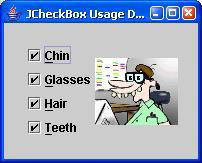 JCheckBox Usage D...
Chin
Glasses
Hair
Teeth